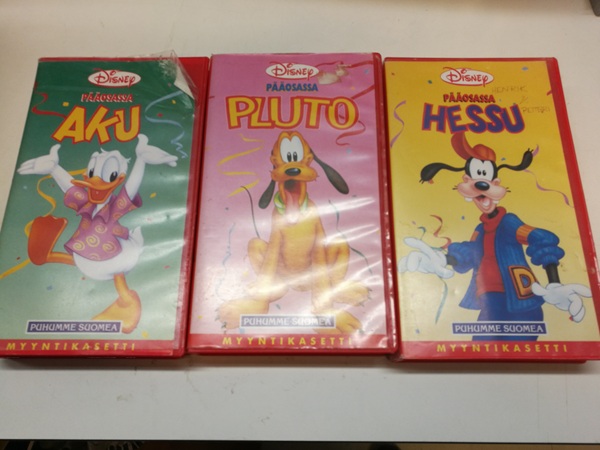 Disney
PÄÄOSASSA
AKU
PUHUMME SUOMEA
MYYNTIKASETTI
Disney
PÄÄOSASSA
PLUTO
PUHUMME SUOMEA
MYYNTIKASETTI
Disney
PÄÄOSASSA
HESSU
D
PUHUMME SUOMEA
MYYNTIKASETTI